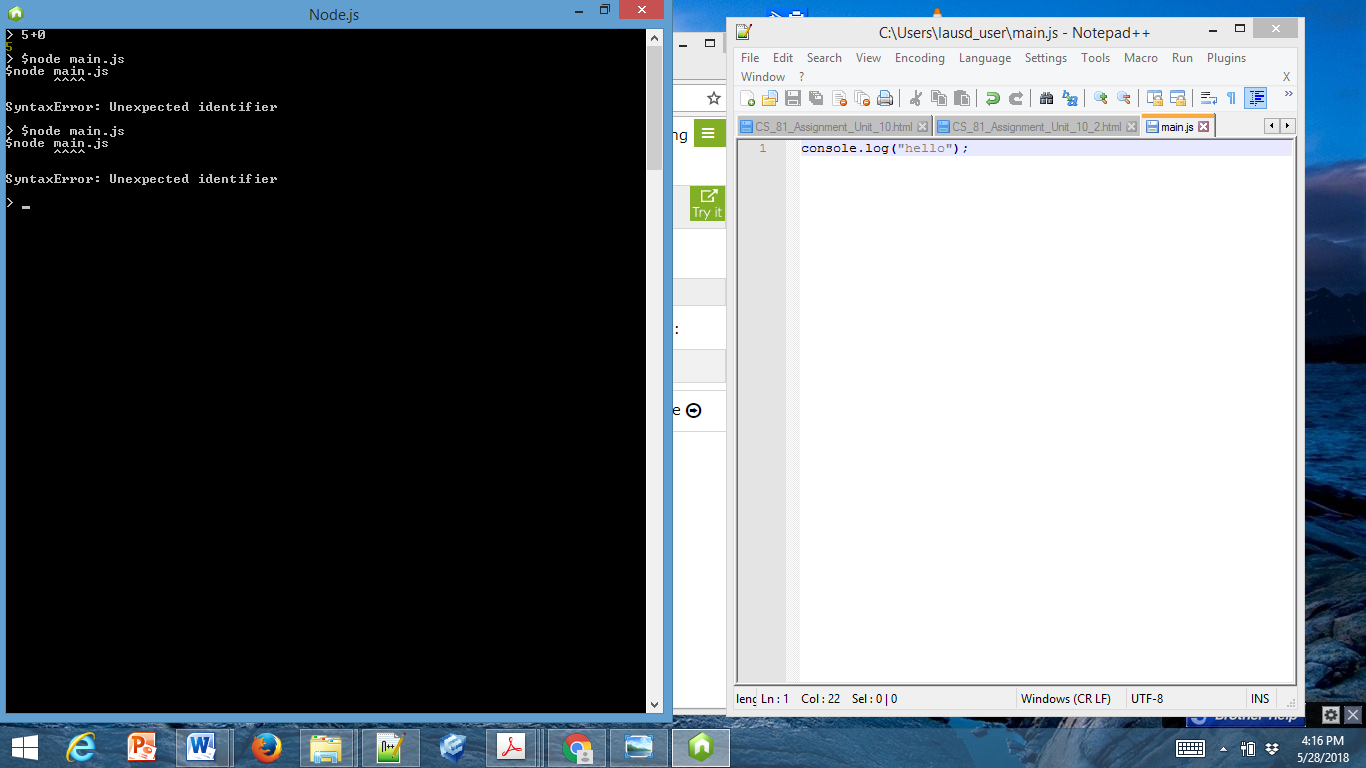 Node.js
> 5+0
5
> $node main.js
$node main.js
^^^^
SyntaxError: Unexpected identifier
> $node main.js
$node main.js
^^^^
SyntaxError: Unexpected identifier
>
ng
Try it
:
e
C:\Users\lausd_user\main.js - Notepad++
File Edit Search View Encoding Language Settings Tools Macro Run Plugins
Window ? X
CS_81_Assignment_Unit_10.html CS_81_Assignment_Unit_10_2.html main.js
1 console.log("hello");
leng Ln : 1 Col : 22 Sel : 0 | 0 Windows (CR LF) UTF-8 INS
Brother Help
4:16 PM
5/28/2018